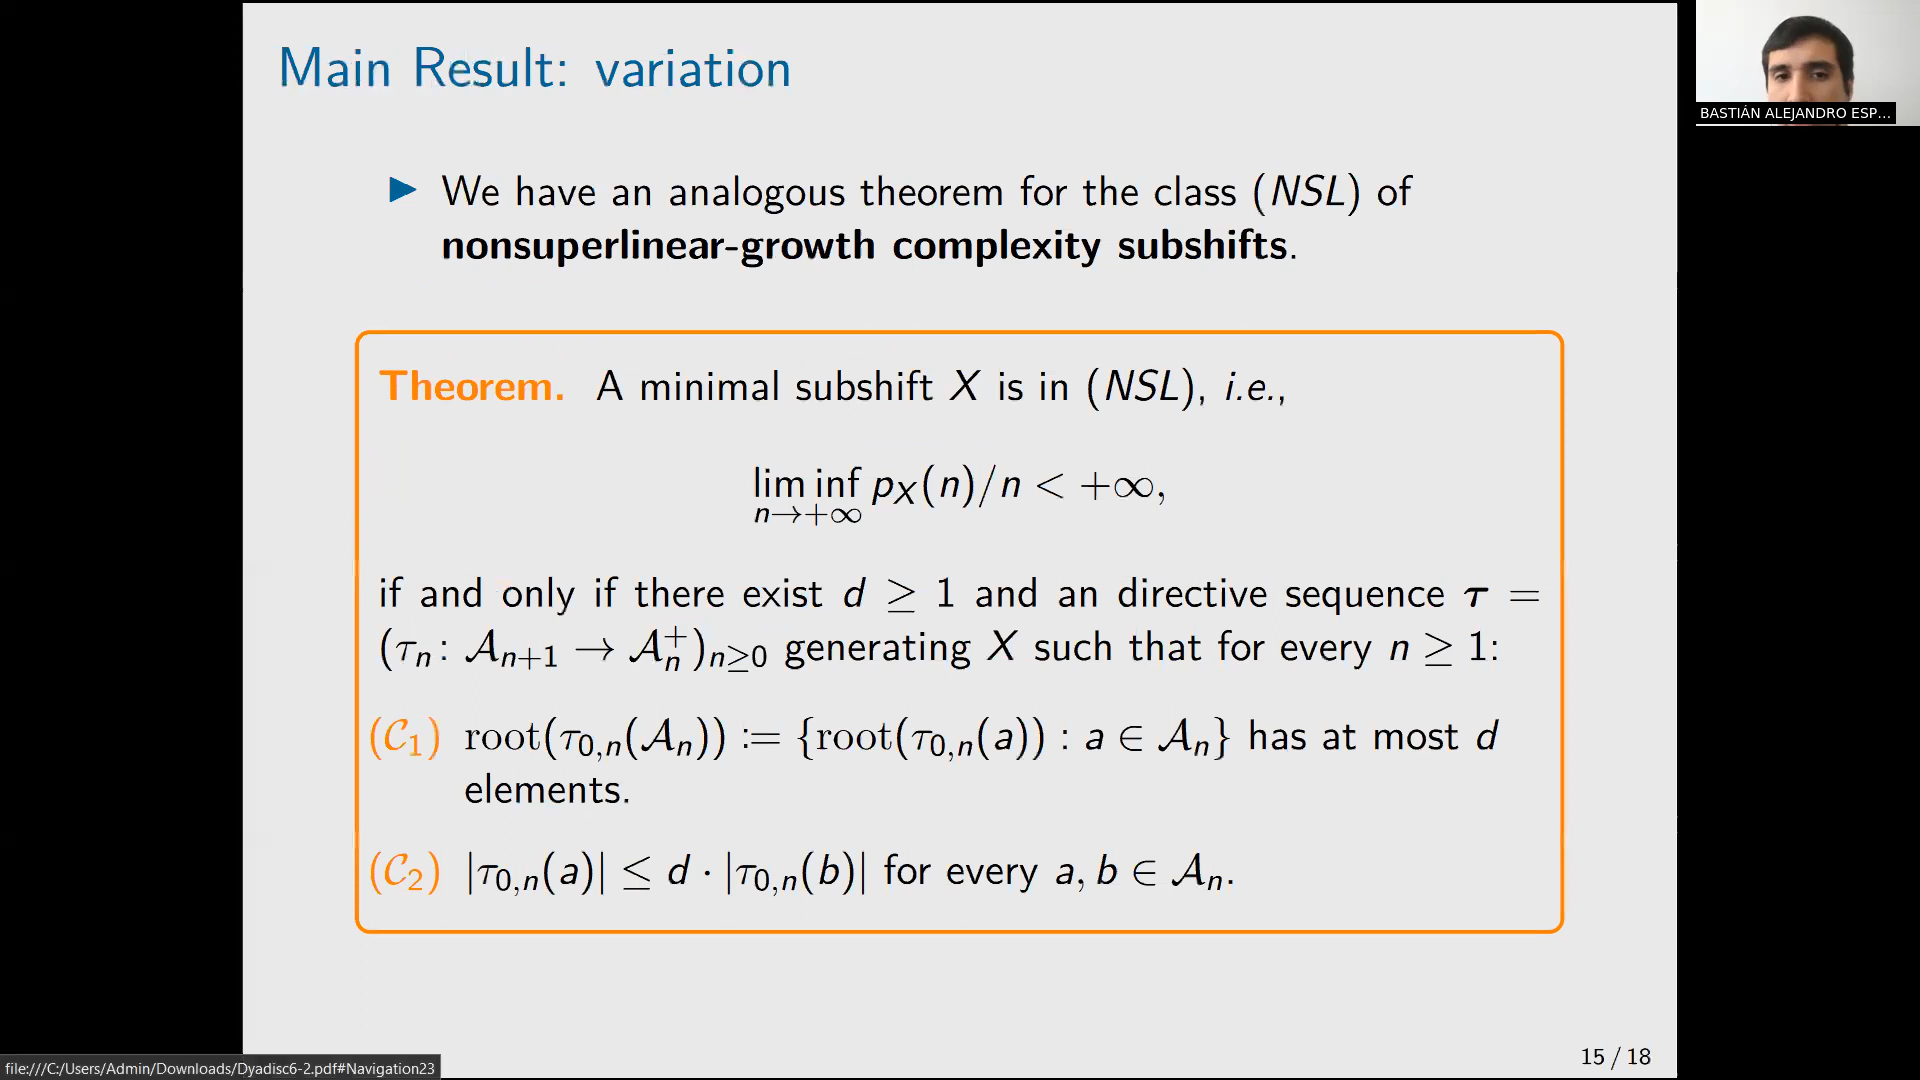 Main Result: variation
BASTIÁN ALEJANDRO ESP...
▶ We have an analogous theorem for the class (NSL) of
nonsuperlinear-growth complexity subshifts.
Theorem. A minimal subshift X is in (NSL), i.e.,
lim inf p_X(n)/n < +∞,
n→+∞
if and only if there exist d ≥ 1 and an directive sequence τ =
(τ_n : A_{n+1} → A_n^+)_{n≥0} generating X such that for every n ≥ 1:
(C_1) root(τ_{0,n}(A_n)) := {root(τ_{0,n}(a)) : a ∈ A_n} has at most d
elements.
(C_2) |τ_{0,n}(a)| ≤ d · |τ_{0,n}(b)| for every a, b ∈ A_n.
15 / 18
file:///C:/Users/Admin/Downloads/Dyadisc6-2.pdf#Navigation23